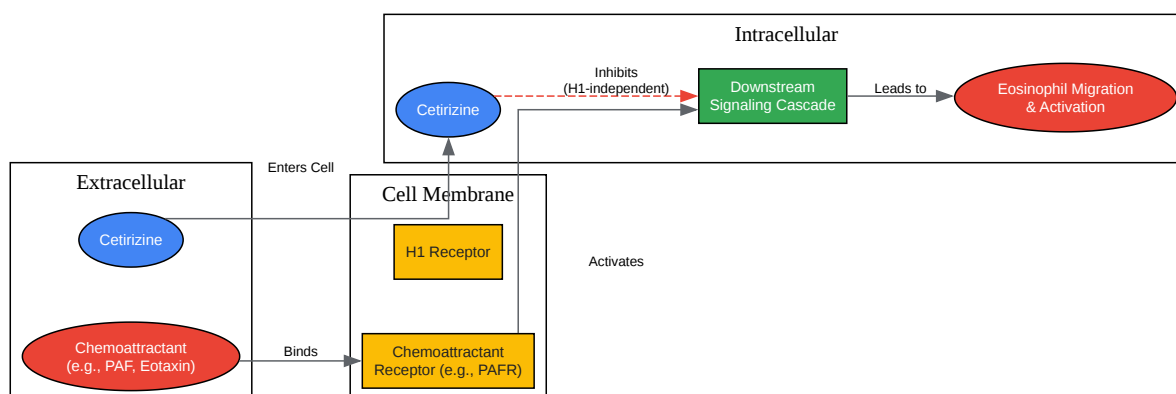 Intracellular
Cetirizine
Inhibits
(H1-independent)
Downstream
Signaling Cascade
Leads to
Eosinophil Migration
& Activation
Extracellular
Enters Cell
Cell Membrane
Cetirizine
H1 Receptor
Activates
Chemoattractant
(e.g., PAF, Eotaxin)
Binds
Chemoattractant
Receptor (e.g., PAFR)